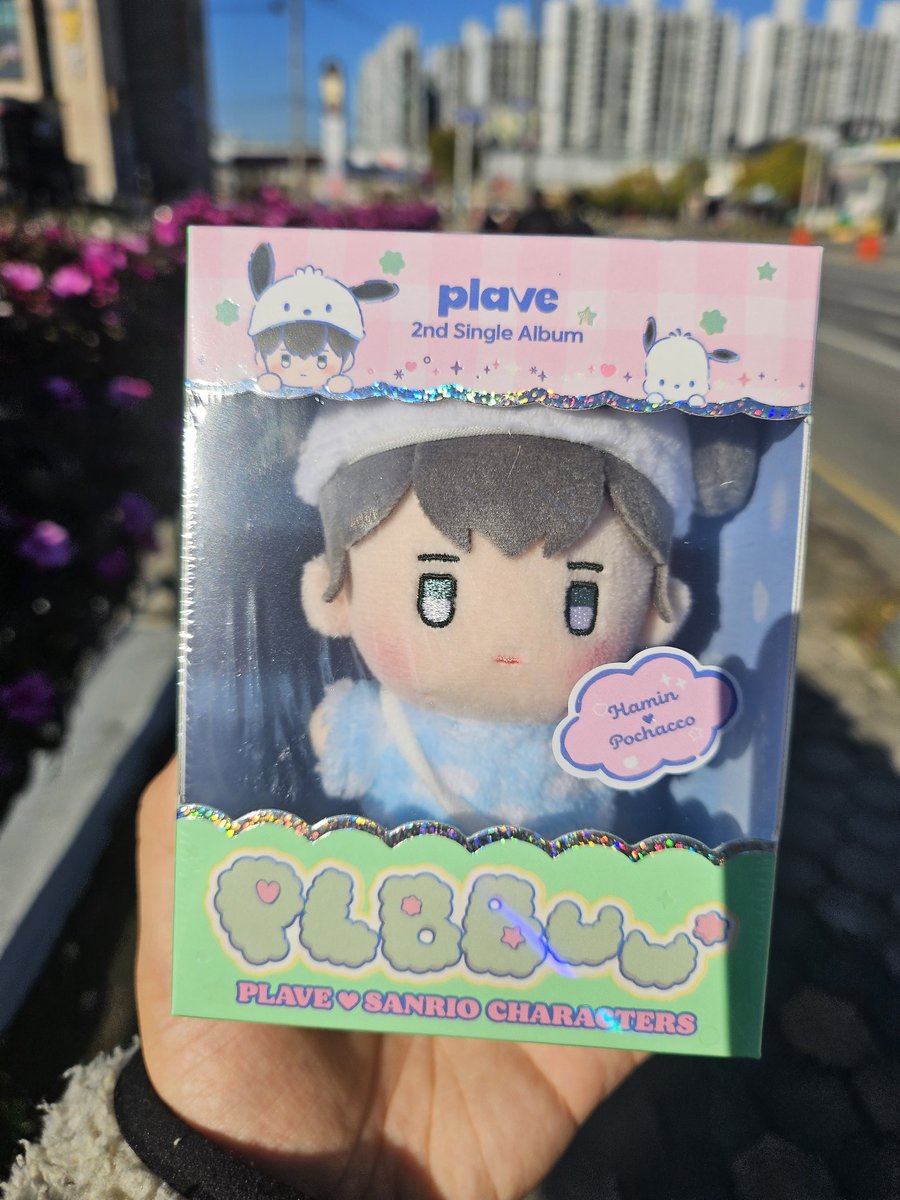 plave
2nd Single Album
Hamin
Pochacco
PLBBUU
PLAVE♥SANRIO CHARACTERS